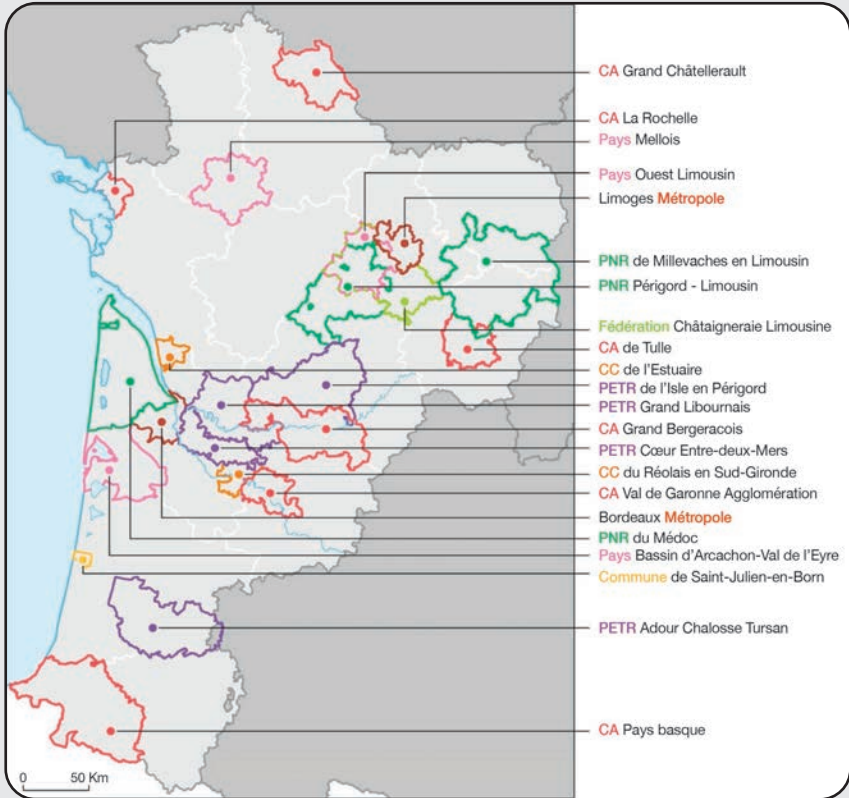 CA Grand Châtellerault
CA La Rochelle
Pays Mellois
Pays Ouest Limousin
Limoges Métropole
PNR de Millevaches en Limousin
PNR Périgord - Limousin
Fédération Châtaigneraie Limousine
CA de Tulle
CC de l'Estuaire
PETR de l'Isle en Périgord
PETR Grand Libournais
CA Grand Bergeracois
PETR Cœur Entre-deux-Mers
CC du Réolais en Sud-Gironde
CA Val de Garonne Agglomération
Bordeaux Métropole
PNR du Médoc
Pays Bassin d'Arcachon-Val de l'Eyre
Commune de Saint-Julien-en-Born
PETR Adour Chalosse Tursan
CA Pays basque
0 50 Km